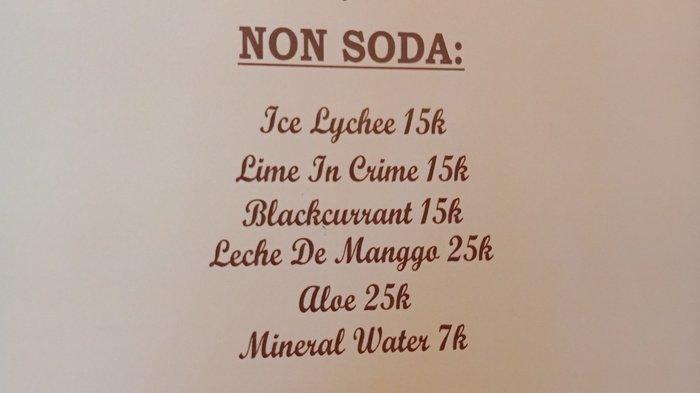 NON SODA:
Ice Lychee 15k
Lime In Crime 15k
Blackcurrant 15k
Leche De Manggo 25k
Aloe 25k
Mineral Water 7k